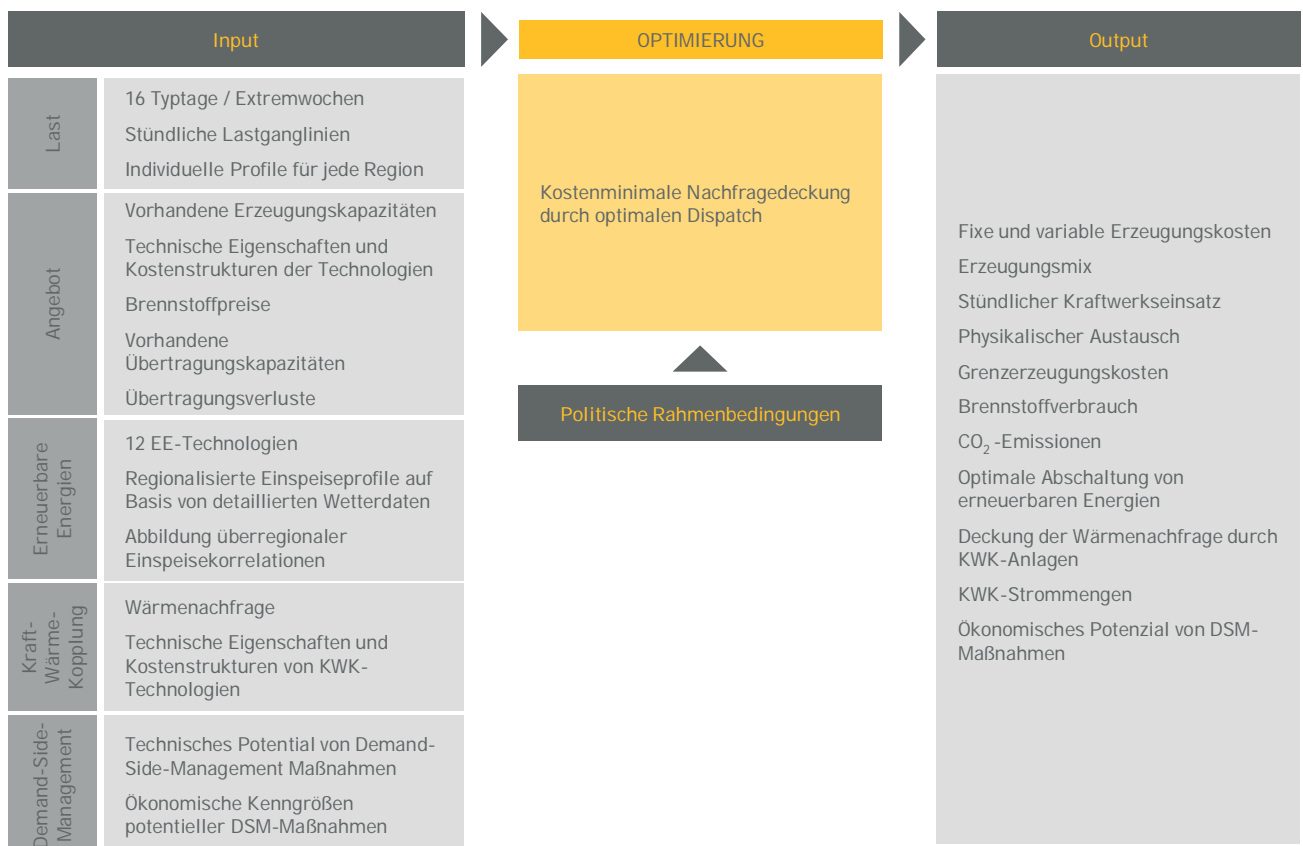 Input
OPTIMIERUNG
Output
Last
16 Typtage / Extremwochen
Stündliche Lastganglinien
Individuelle Profile für jede Region
Angebot
Vorhandene Erzeugungskapazitäten
Technische Eigenschaften und
Kostenstrukturen der Technologien
Brennstoffpreise
Vorhandene
Übertragungskapazitäten
Übertragungsverluste
Erneuerbare
Energien
12 EE-Technologien
Regionalisierte Einspeiseprofile auf
Basis von detaillierten Wetterdaten
Abbildung überregionaler
Einspeisekorrelationen
Kraft-
Wärme-
Kopplung
Wärmenachfrage
Technische Eigenschaften und
Kostenstrukturen von KWK-
Technologien
Demand-Side-
Management
Technisches Potential von Demand-
Side-Management Maßnahmen
Ökonomische Kenngrößen
potentieller DSM-Maßnahmen
Kostenminimale Nachfragedeckung
durch optimalen Dispatch
Politische Rahmenbedingungen
Fixe und variable Erzeugungskosten
Erzeugungsmix
Stündlicher Kraftwerkseinsatz
Physikalischer Austausch
Grenzerzeugungskosten
Brennstoffverbrauch
CO₂ -Emissionen
Optimale Abschaltung von
erneuerbaren Energien
Deckung der Wärmenachfrage durch
KWK-Anlagen
KWK-Strommengen
Ökonomisches Potenzial von DSM-
Maßnahmen